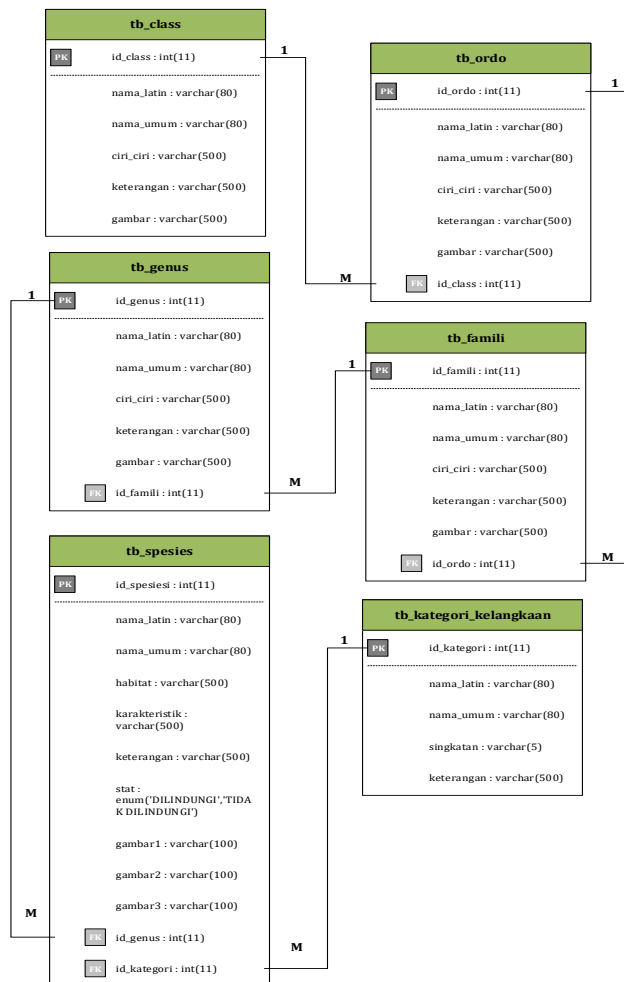 tb_class
PK id_class : int(11)
nama_latin : varchar(80)
nama_umum : varchar(80)
ciri_ciri : varchar(500)
keterangan : varchar(500)
gambar : varchar(500)
1
M
tb_ordo
PK id_ordo : int(11)
nama_latin : varchar(80)
nama_umum : varchar(80)
ciri_ciri : varchar(500)
keterangan : varchar(500)
gambar : varchar(500)
FK id_class : int(11)
1
M
tb_genus
PK id_genus : int(11)
nama_latin : varchar(80)
nama_umum : varchar(80)
ciri_ciri : varchar(500)
keterangan : varchar(500)
gambar : varchar(500)
FK id_famili : int(11)
1
M
tb_famili
PK id_famili : int(11)
nama_latin : varchar(80)
nama_umum : varchar(80)
ciri_ciri : varchar(500)
keterangan : varchar(500)
gambar : varchar(500)
FK id_ordo : int(11)
1
M
tb_spesies
PK id_spesiesi : int(11)
nama_latin : varchar(80)
nama_umum : varchar(80)
habitat : varchar(500)
karakteristik :
varchar(500)
keterangan : varchar(500)
stat :
enum('DILINDUNGI','TIDA
K DILINDUNGI')
gambar1 : varchar(100)
gambar2 : varchar(100)
gambar3 : varchar(100)
FK id_genus : int(11)
FK id_kategori : int(11)
M
tb_kategori_kelangkaan
PK id_kategori : int(11)
nama_latin : varchar(80)
nama_umum : varchar(80)
singkatan : varchar(5)
keterangan : varchar(500)
1